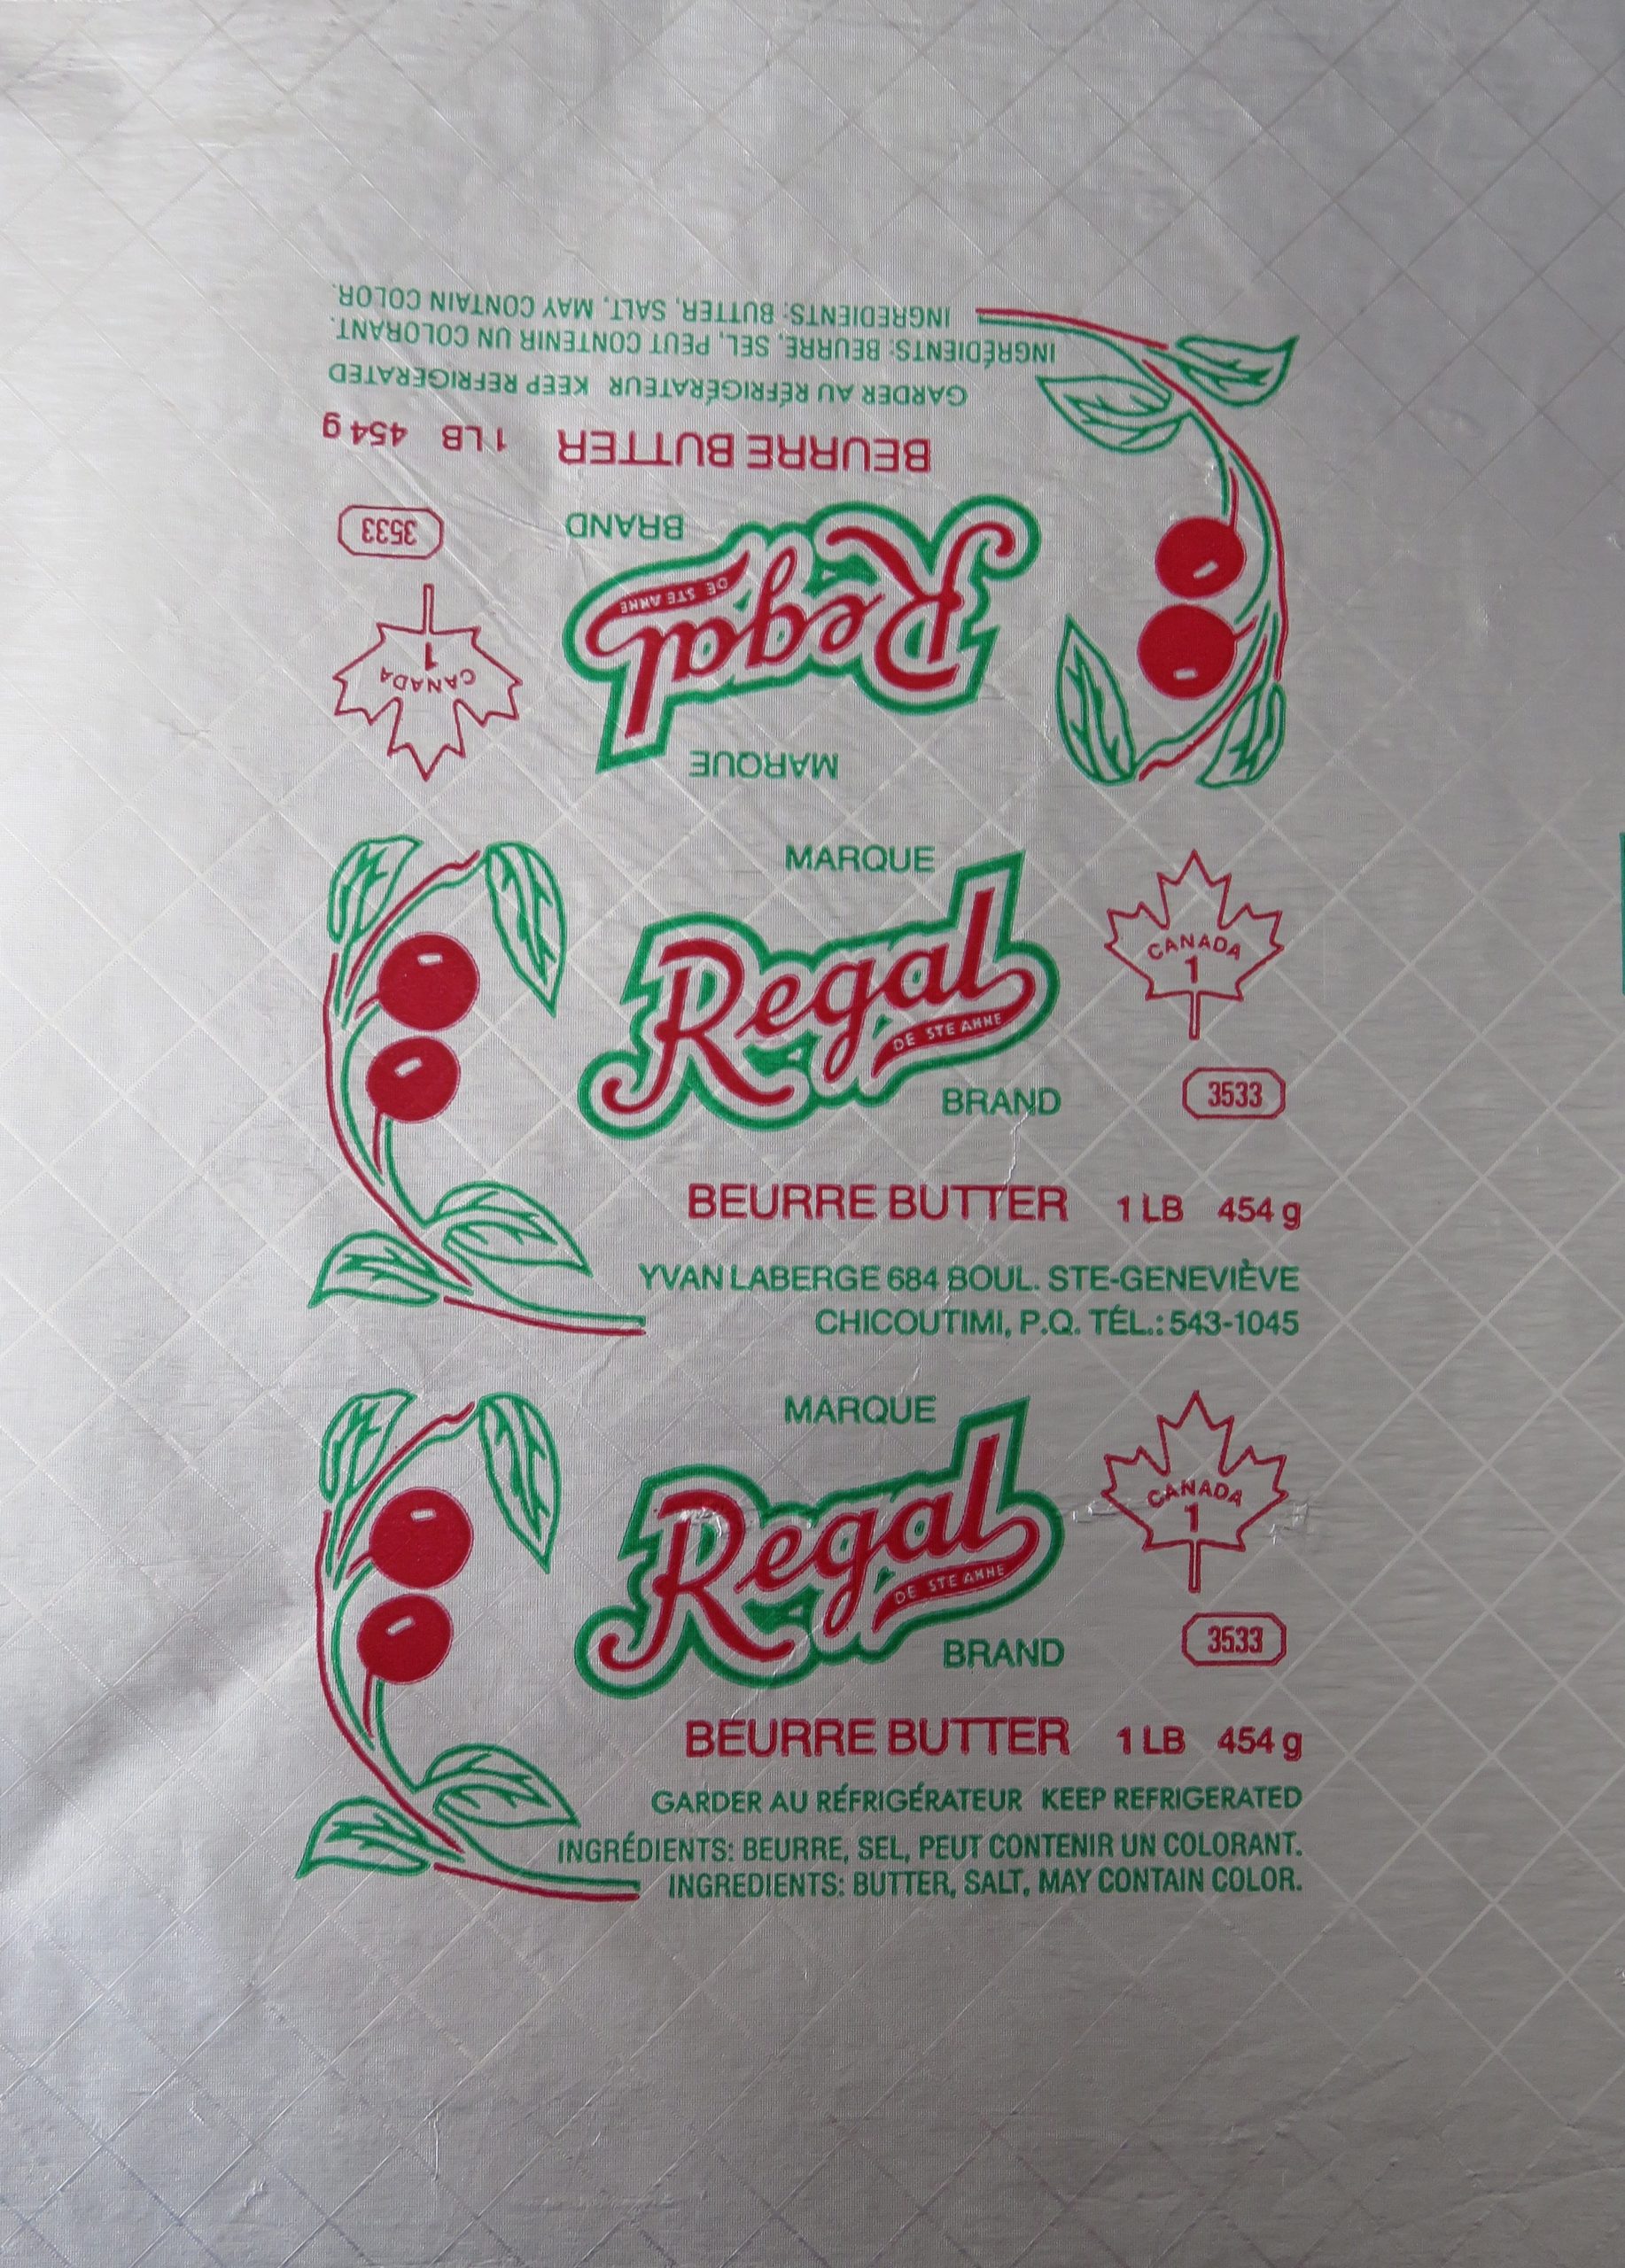 INGREDIENTS: BUTTER, SALT, MAY CONTAIN COLOR.
INGRÉDIENTS: BEURRE, SEL, PEUT CONTENIR UN COLORANT.
GARDER AU RÉFRIGÉRATEUR KEEP REFRIGERATED
BEURRE BUTTER 1 LB 454 g
BRAND
3533
Regal
DE STE ANNE
CANADA
1
MARQUE
MARQUE
Regal
DE STE ANNE
CANADA
1
BRAND
3533
BEURRE BUTTER 1 LB 454 g
YVAN LABERGE 684 BOUL. STE-GENEVIÈVE
CHICOUTIMI, P.Q. TÉL.: 543-1045
MARQUE
Regal
DE STE ANNE
CANADA
1
BRAND
3533
BEURRE BUTTER 1 LB 454 g
GARDER AU RÉFRIGÉRATEUR KEEP REFRIGERATED
INGRÉDIENTS: BEURRE, SEL, PEUT CONTENIR UN COLORANT.
INGREDIENTS: BUTTER, SALT, MAY CONTAIN COLOR.